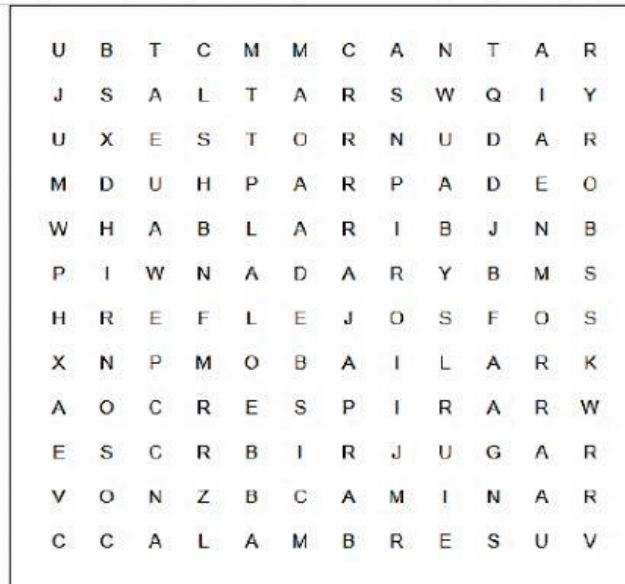 U B T C M M C A N T A R
J S A L T A R S W Q I Y
U X E S T O R N U D A R
M D U H P A R P A D E O
W H A B L A R I B J N B
P I W N A D A R Y B M S
H R E F L E J O S F O S
X N P M O B A I L A R K
A O C R E S P I R A R W
E S C R B I R J U G A R
V O N Z B C A M I N A R
C C A L A M B R E S U V